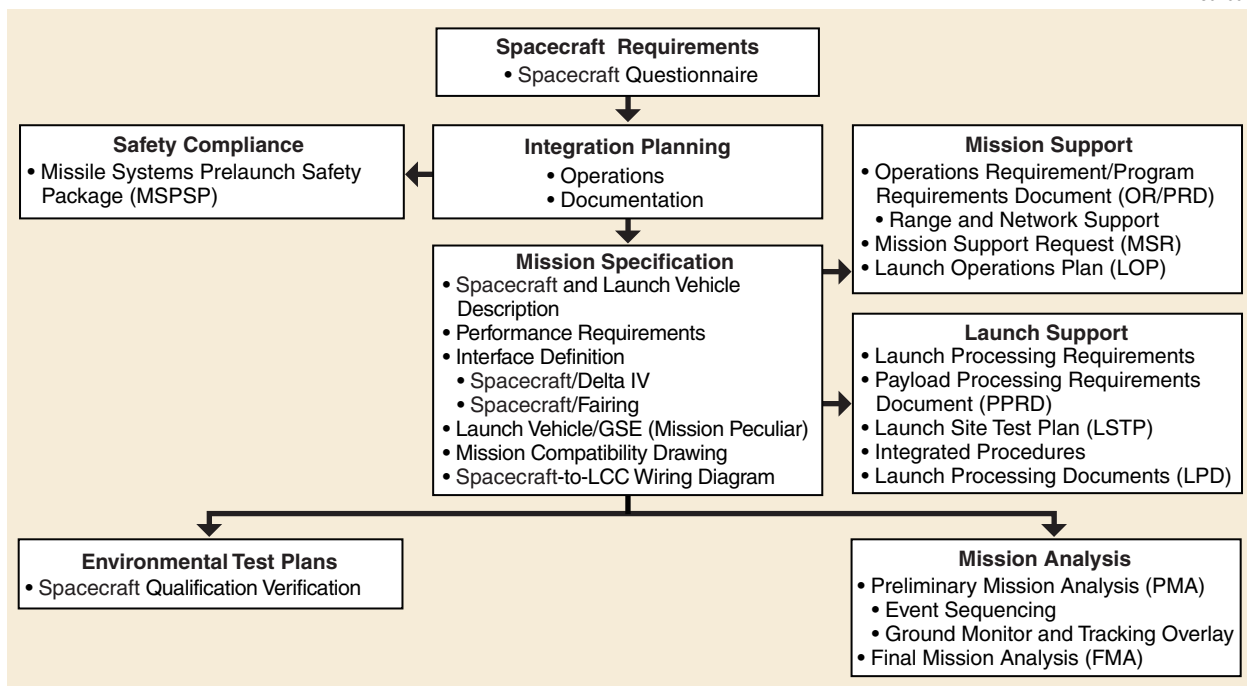 Spacecraft Requirements
• Spacecraft Questionnaire
Safety Compliance
• Missile Systems Prelaunch Safety
Package (MSPSP)
Integration Planning
• Operations
• Documentation
Mission Support
• Operations Requirement/Program
Requirements Document (OR/PRD)
• Range and Network Support
• Mission Support Request (MSR)
• Launch Operations Plan (LOP)
Mission Specification
• Spacecraft and Launch Vehicle
Description
• Performance Requirements
• Interface Definition
• Spacecraft/Delta IV
• Spacecraft/Fairing
• Launch Vehicle/GSE (Mission Peculiar)
• Mission Compatibility Drawing
• Spacecraft-to-LCC Wiring Diagram
Launch Support
• Launch Processing Requirements
• Payload Processing Requirements
Document (PPRD)
• Launch Site Test Plan (LSTP)
• Integrated Procedures
• Launch Processing Documents (LPD)
Environmental Test Plans
• Spacecraft Qualification Verification
Mission Analysis
• Preliminary Mission Analysis (PMA)
• Event Sequencing
• Ground Monitor and Tracking Overlay
• Final Mission Analysis (FMA)